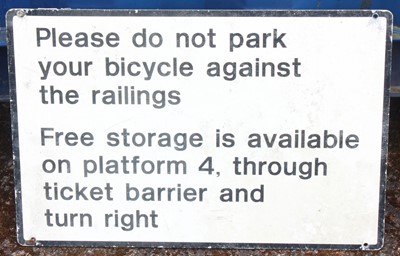 Please do not park
your bicycle against
the railings
Free storage is available
on platform 4, through
ticket barrier and
turn right